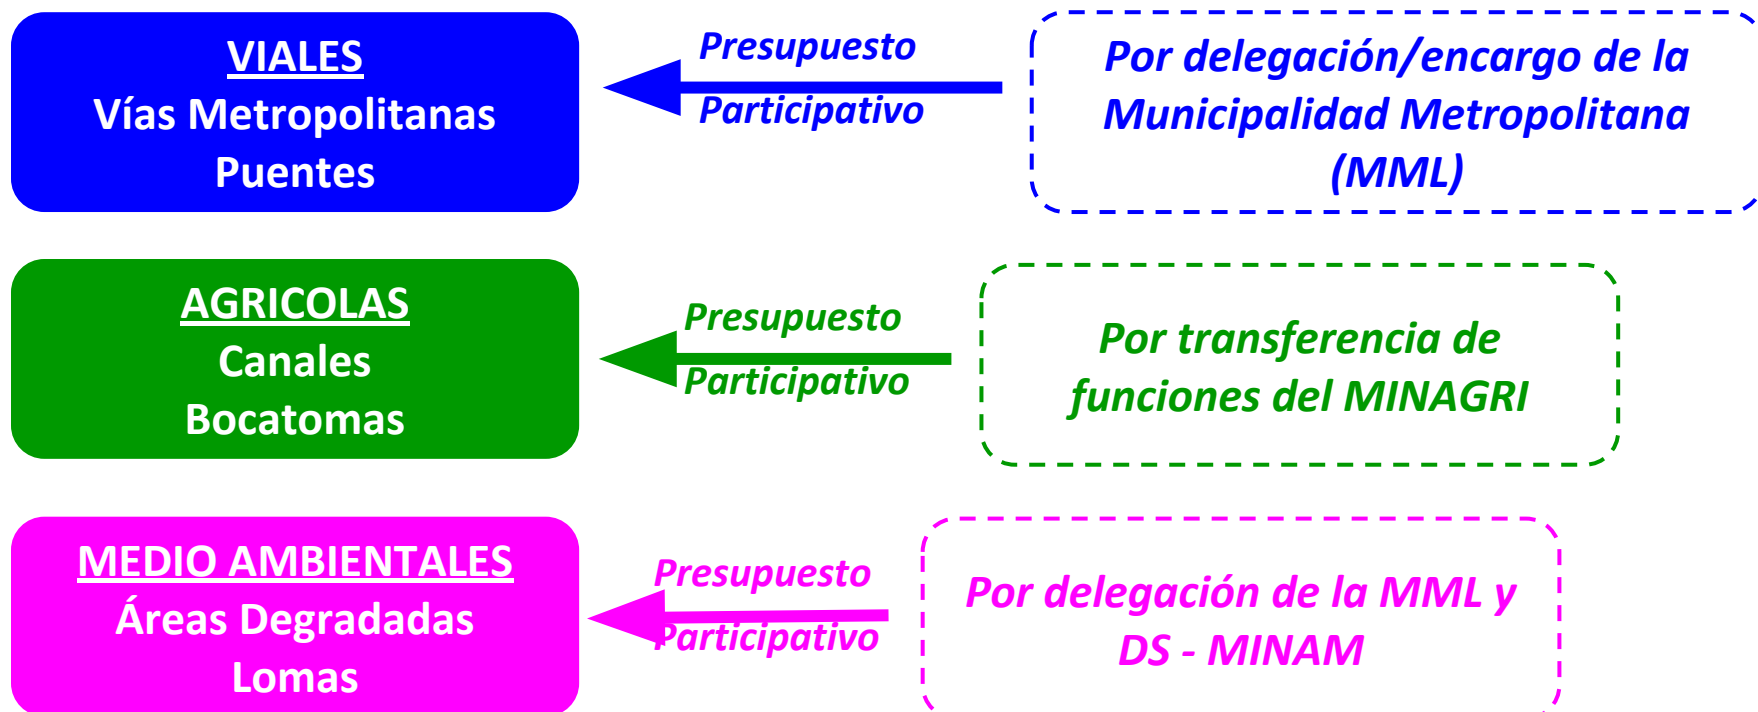 VIALES
Vías Metropolitanas
Puentes
Presupuesto
Participativo
Por delegación/encargo de la
Municipalidad Metropolitana
(MML)
AGRICOLAS
Canales
Bocatomas
Presupuesto
Participativo
Por transferencia de
funciones del MINAGRI
MEDIO AMBIENTALES
Áreas Degradadas
Lomas
Presupuesto
Participativo
Por delegación de la MML y
DS - MINAM